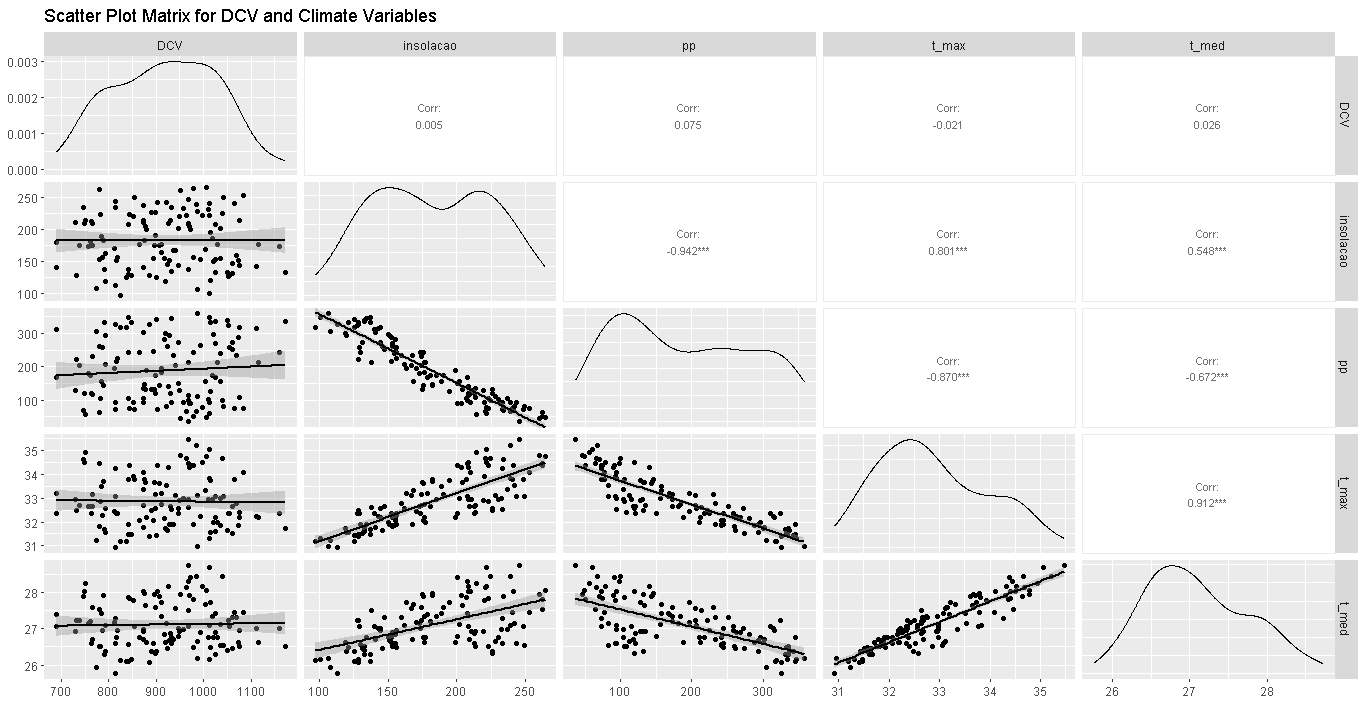 Scatter Plot Matrix for DCV and Climate Variables
DCV
insolacao
pp
t_max
t_med
0.003
0.002
0.001
0.000
Corr:
0.005
Corr:
0.075
Corr:
-0.021
Corr:
0.026
DCV
250
200
150
100
Corr:
-0.942***
Corr:
0.801***
Corr:
0.548***
insolacao
300
200
100
Corr:
-0.870***
Corr:
-0.672***
pp
35
34
33
32
31
Corr:
0.912***
t_max
28
27
26
t_med
700 800 900 1000 1100
100 150 200 250
100 200 300
31 32 33 34 35
26 27 28